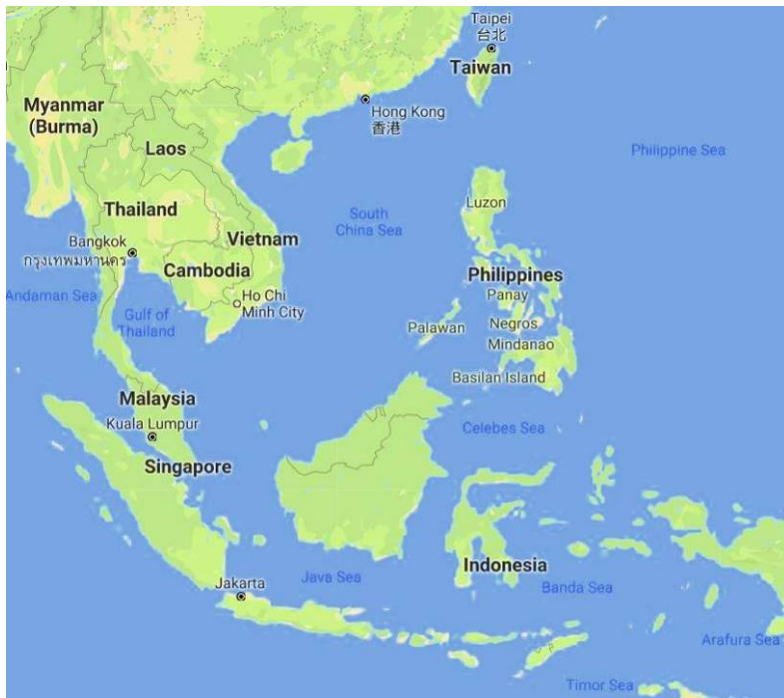 Taipei
台北
Taiwan
Myanmar
(Burma)
Hong Kong
香港
Laos
Philippine Sea
Thailand
Luzon
South
China Sea
Vietnam
Bangkok
กรุงเทพมหานคร
Cambodia
Philippines
Andaman Sea
Ho Chi
Minh City
Panay
Gulf of
Thailand
Palawan
Negros
Mindanao
Basilan Island
Malaysia
Kuala Lumpur
Celebes Sea
Singapore
Indonesia
Jakarta
Java Sea
Banda Sea
Arafura Sea
Timor Sea